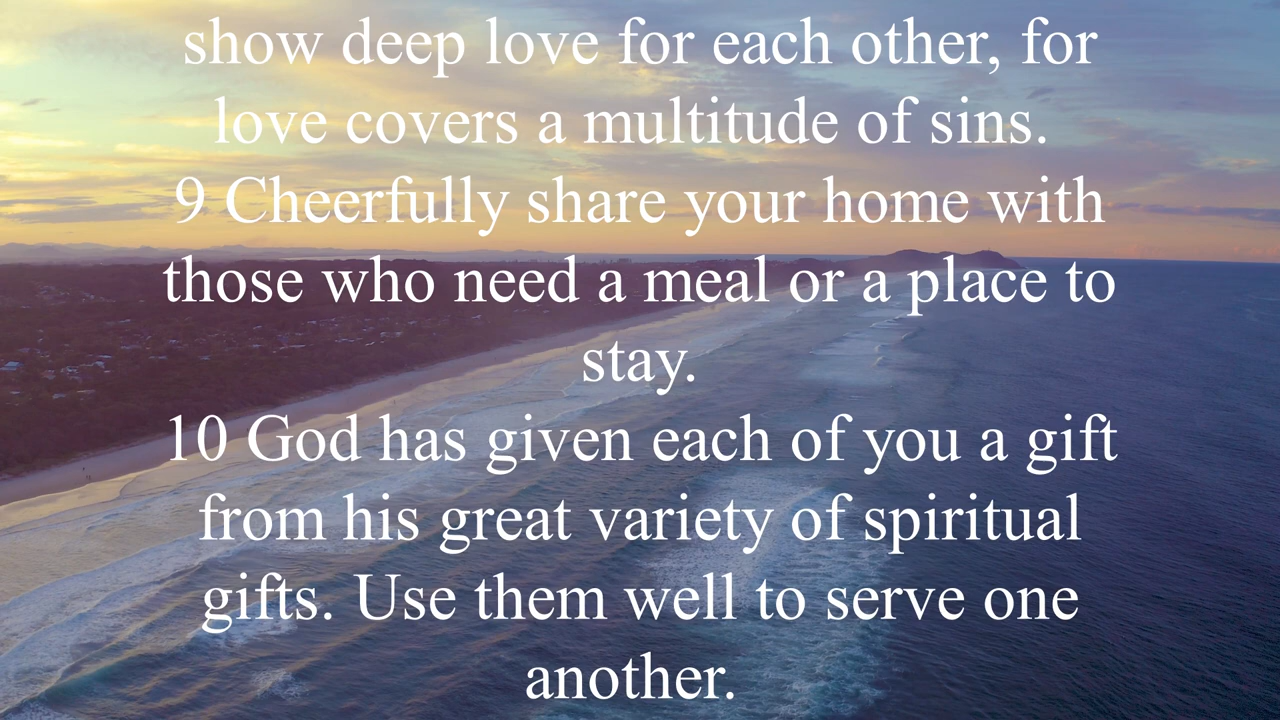 show deep love for each other, for
love covers a multitude of sins.
9 Cheerfully share your home with
those who need a meal or a place to
stay.
10 God has given each of you a gift
from his great variety of spiritual
gifts. Use them well to serve one
another.